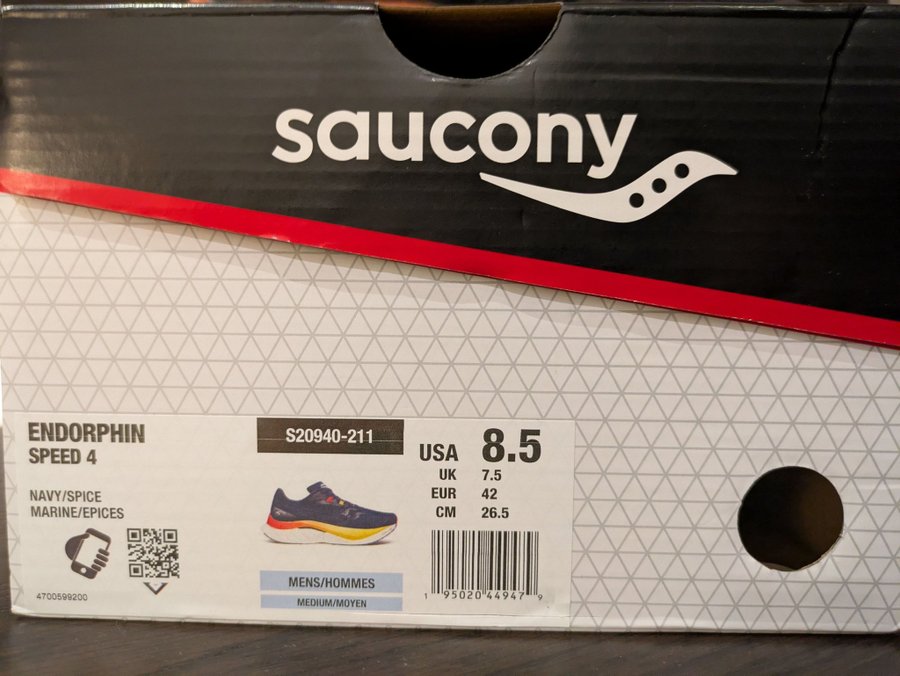 saucony
ENDORPHIN
SPEED 4
NAVY/SPICE
MARINE/EPICES
4700599200
S20940-211
MENS/HOMMES
MEDIUM/MOYEN
USA 8.5
UK 7.5
EUR 42
CM 26.5
1 95020 44947 9